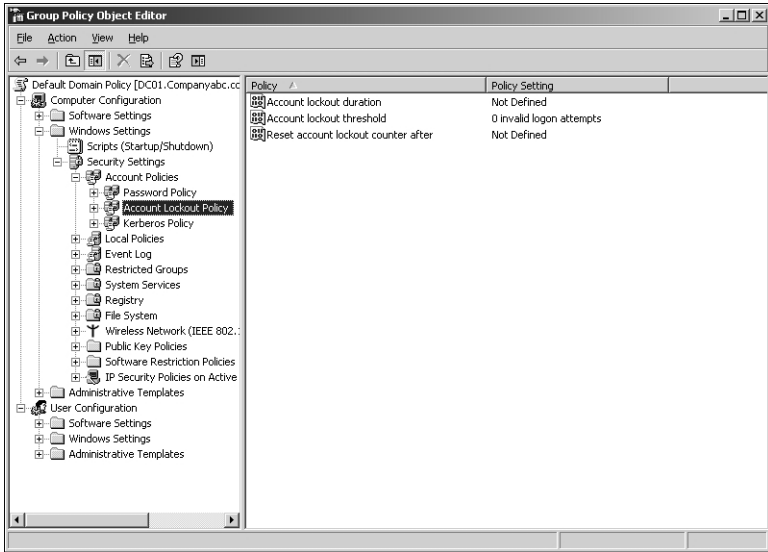 Group Policy Object Editor
File Action View Help
Default Domain Policy [DC01.Companyabc.cc
Computer Configuration
Software Settings
Windows Settings
Scripts (Startup/Shutdown)
Security Settings
Account Policies
Password Policy
Account Lockout Policy
Kerberos Policy
Local Policies
Event Log
Restricted Groups
System Services
Registry
File System
Wireless Network (IEEE 802.:
Public Key Policies
Software Restriction Policies
IP Security Policies on Active
Administrative Templates
User Configuration
Software Settings
Windows Settings
Administrative Templates
Policy Policy Setting
Account lockout duration Not Defined
Account lockout threshold 0 invalid logon attempts
Reset account lockout counter after Not Defined